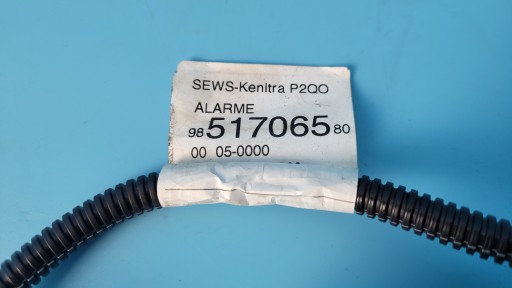 SEWS-Kenitra P2QO
ALARME
98 517065 80
00 05-0000